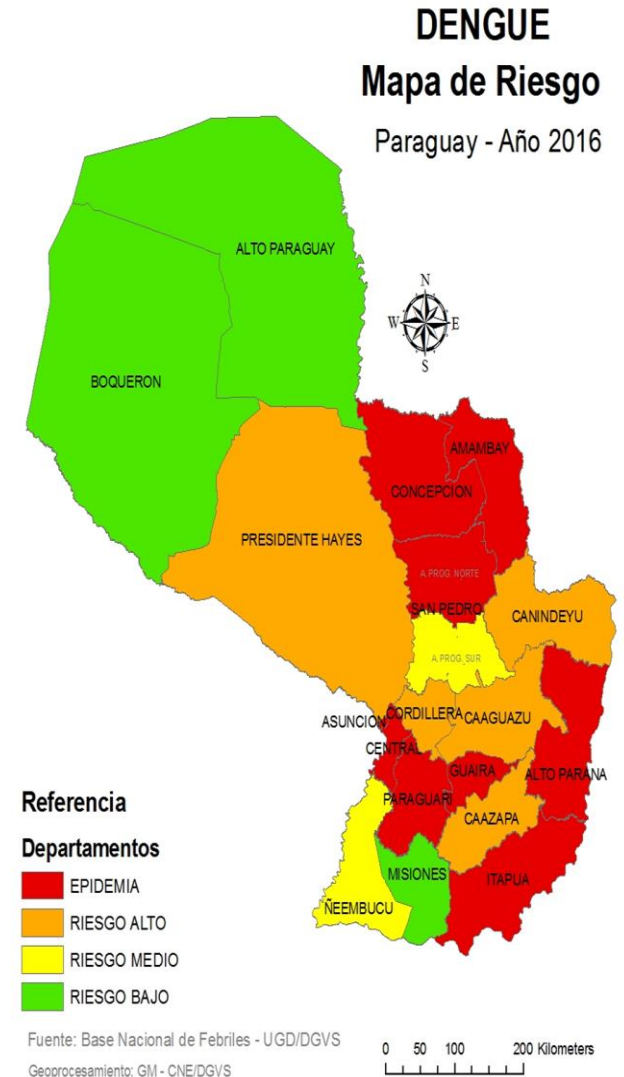 DENGUE
Mapa de Riesgo
Paraguay - Año 2016
ALTO PARAGUAY
N
W E
S
BOQUERON
AMAMBAY
CONCEPCION
PRESIDENTE HAYES
A. PROG. NORTE
SAN PEDRO
CANINDEYU
A. PROG. SUR
CORDILLERA
CAAGUAZU
ASUNCION
CENTRAL
GUAIRA
ALTO PARANA
PARAGUARI
CAAZAPA
MISIONES
ITAPUA
ÑEEMBUCU
Referencia
Departamentos
EPIDEMIA
RIESGO ALTO
RIESGO MEDIO
RIESGO BAJO
Fuente: Base Nacional de Febriles - UGD/DGVS
Geoprocesamiento: GM - CNE/DGVS
0 50 100 200 Kilometers